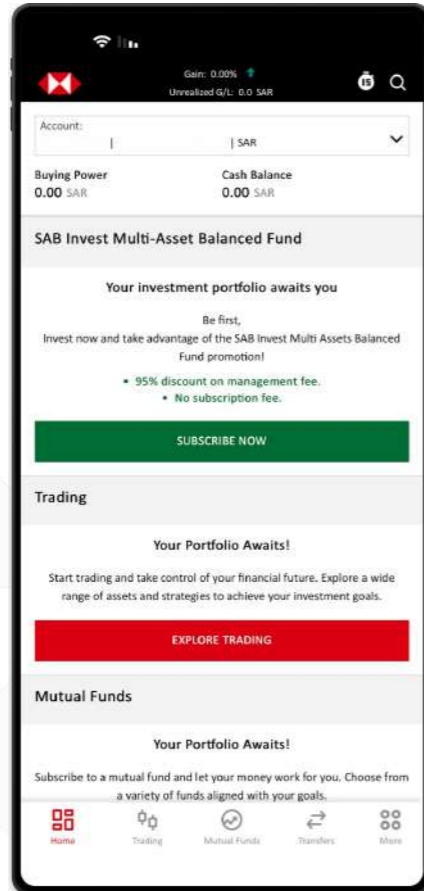 Gain: 0.00%
Unrealized G/L: 0.0 SAR
15
Account:
| | SAR
Buying Power Cash Balance
0.00 SAR 0.00 SAR
SAB Invest Multi-Asset Balanced Fund
Your investment portfolio awaits you
Be first,
Invest now and take advantage of the SAB Invest Multi Assets Balanced
Fund promotion!
• 95% discount on management fee.
• No subscription fee.
SUBSCRIBE NOW
Trading
Your Portfolio Awaits!
Start trading and take control of your financial future. Explore a wide
range of assets and strategies to achieve your investment goals.
EXPLORE TRADING
Mutual Funds
Your Portfolio Awaits!
Subscribe to a mutual fund and let your money work for you. Choose from
a variety of funds aligned with your goals.
Home Trading Mutual Funds Transfers More